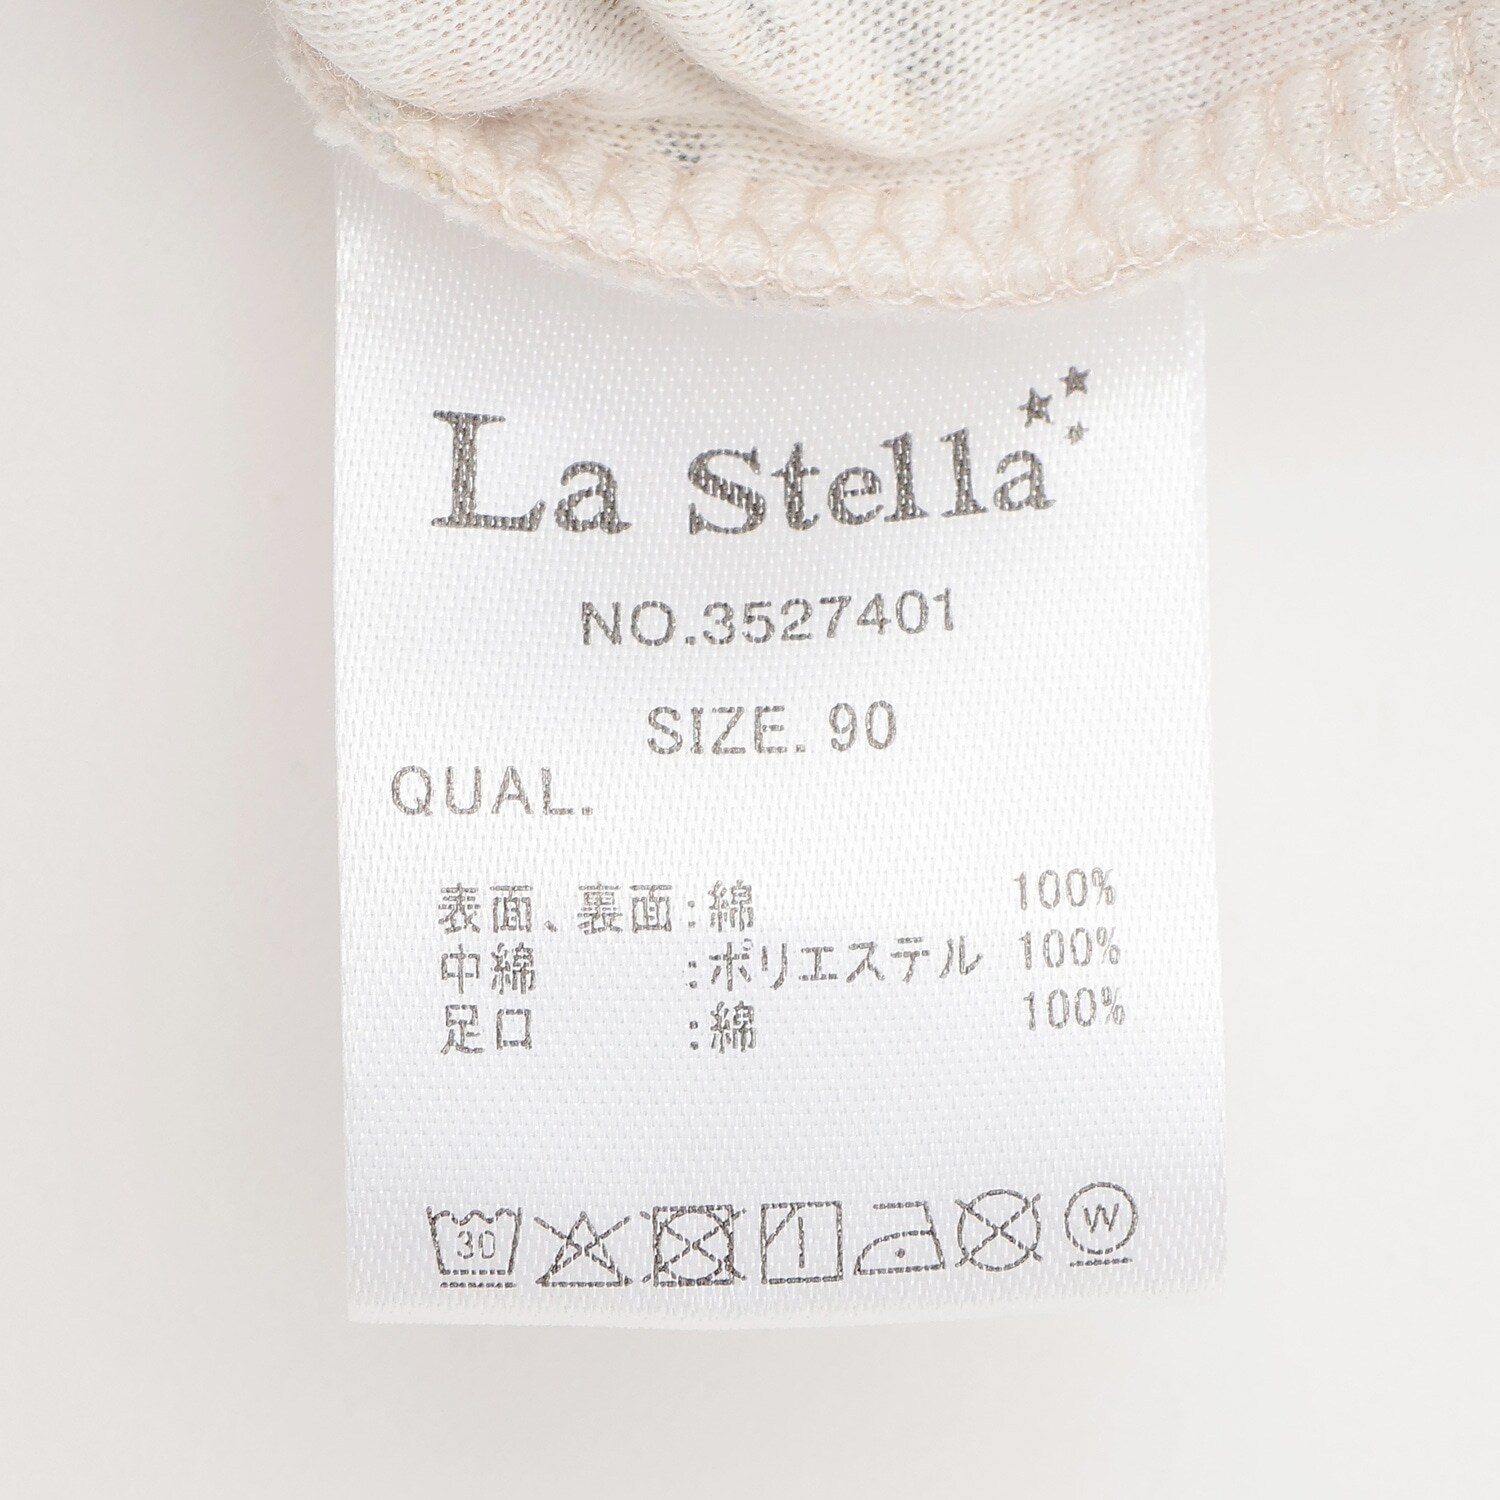 La Stella
NO.3527401
SIZE. 90
QUAL.
表面、裏面:綿 100%
中綿 :ポリエステル 100%
足口 :綿 100%
30 W